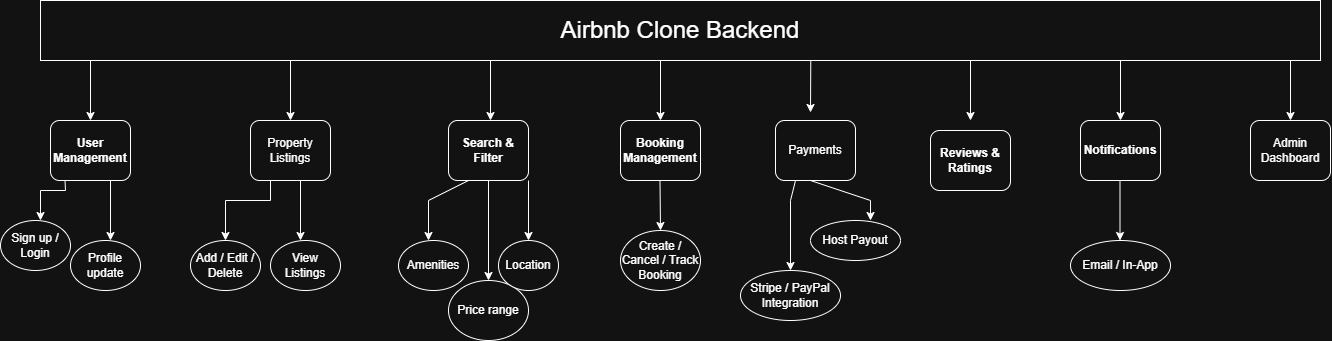 Airbnb Clone Backend
User
Management
Property
Listings
Search &
Filter
Booking
Management
Payments
Reviews &
Ratings
Notifications
Admin
Dashboard
Sign up /
Login
Profile
update
Add / Edit /
Delete
View
Listings
Amenities
Price range
Location
Create /
Cancel / Track
Booking
Stripe / PayPal
Integration
Host Payout
Email / In-App